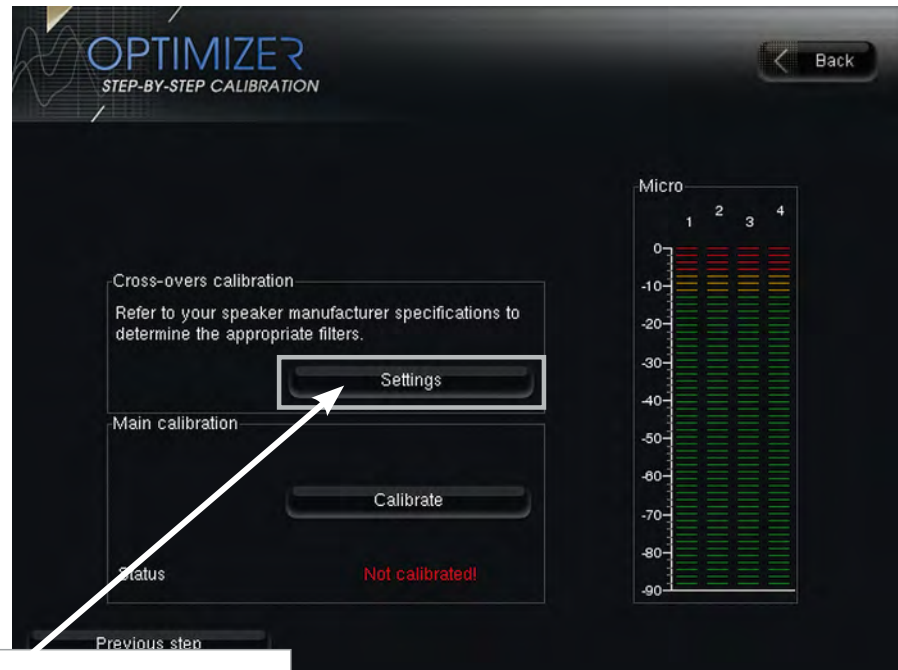 OPTIMIZER
STEP-BY-STEP CALIBRATION
Back
Cross-overs calibration
Refer to your speaker manufacturer specifications to
determine the appropriate filters.
Settings
Main calibration
Calibrate
Status
Not calibrated!
Previous step
Micro
1 2 3 4
0
-10
-20
-30
-40
-50
-60
-70
-80
-90